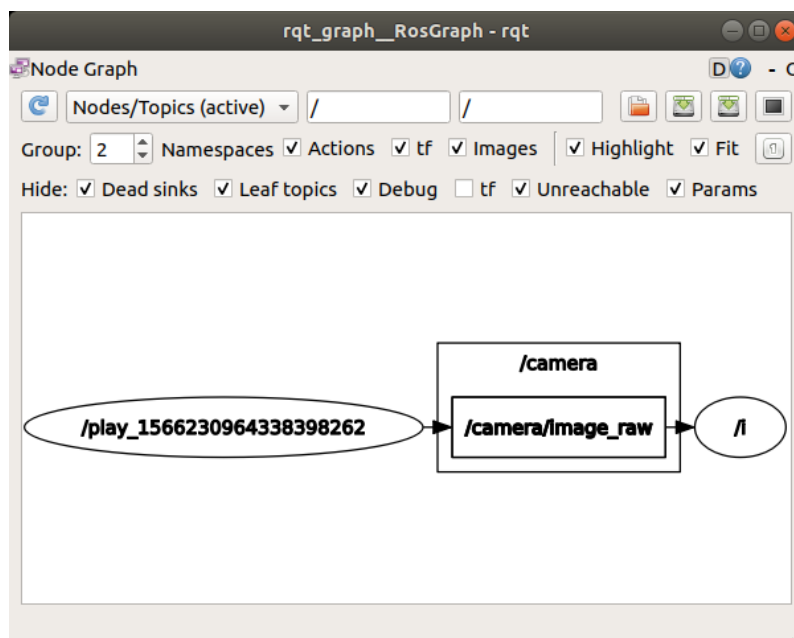 rqt_graph__RosGraph - rqt
Node Graph D ? - C
Nodes/Topics (active) / /
Group: 2 Namespaces Actions tf Images Highlight Fit
Hide: Dead sinks Leaf topics Debug tf Unreachable Params
/camera
/play_1566230964338398262 /camera/image_raw /i